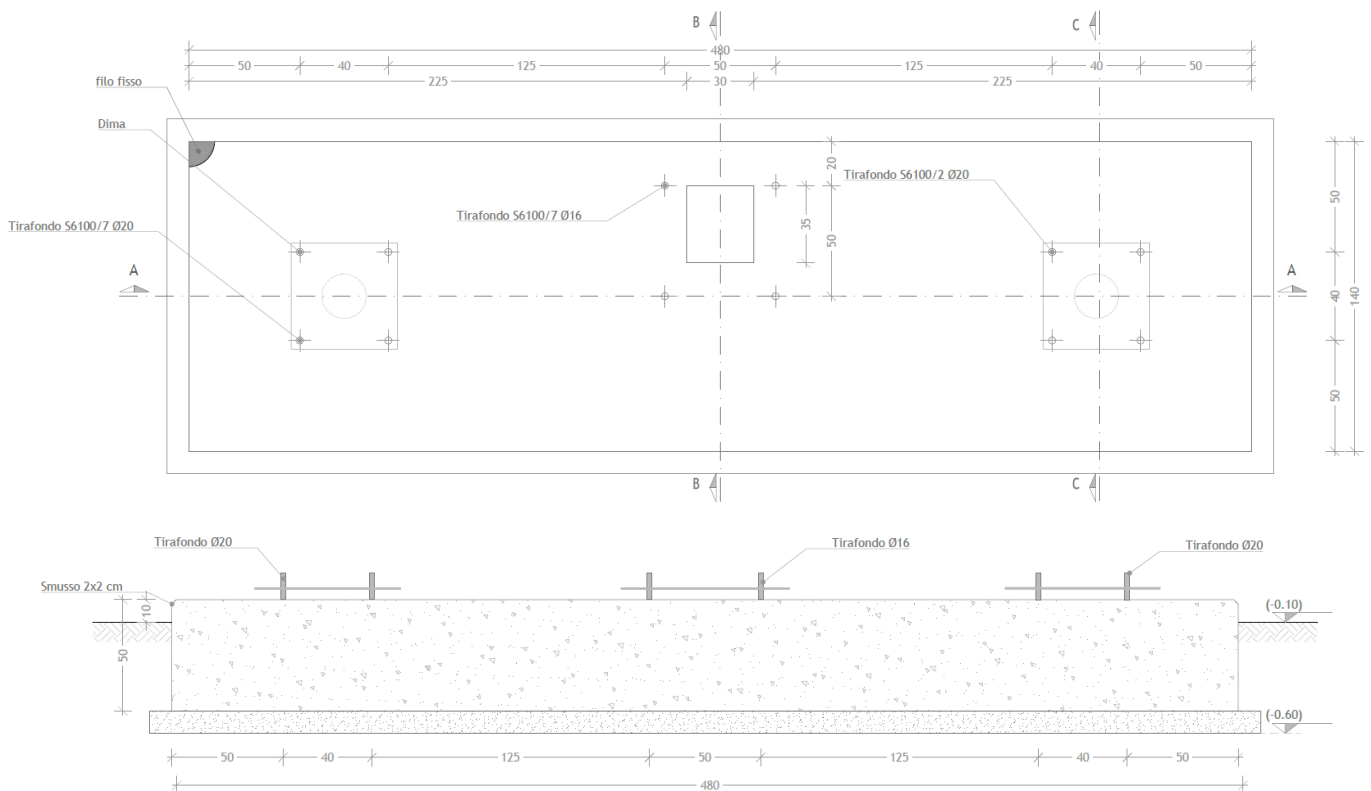 B
C
480
50 40 125 50 125 40 50
225 30 225
filo fisso
Dima
20
Tirafondo S6100/2 Ø20
50
Tirafondo S6100/7 Ø16
35
50
Tirafondo S6100/7 Ø20
A
A
40
140
50
B
C
Tirafondo Ø20
Tirafondo Ø16
Tirafondo Ø20
Smusso 2x2 cm
10
(-0.10)
50
(-0.60)
50 40 125 50 125 40 50
480